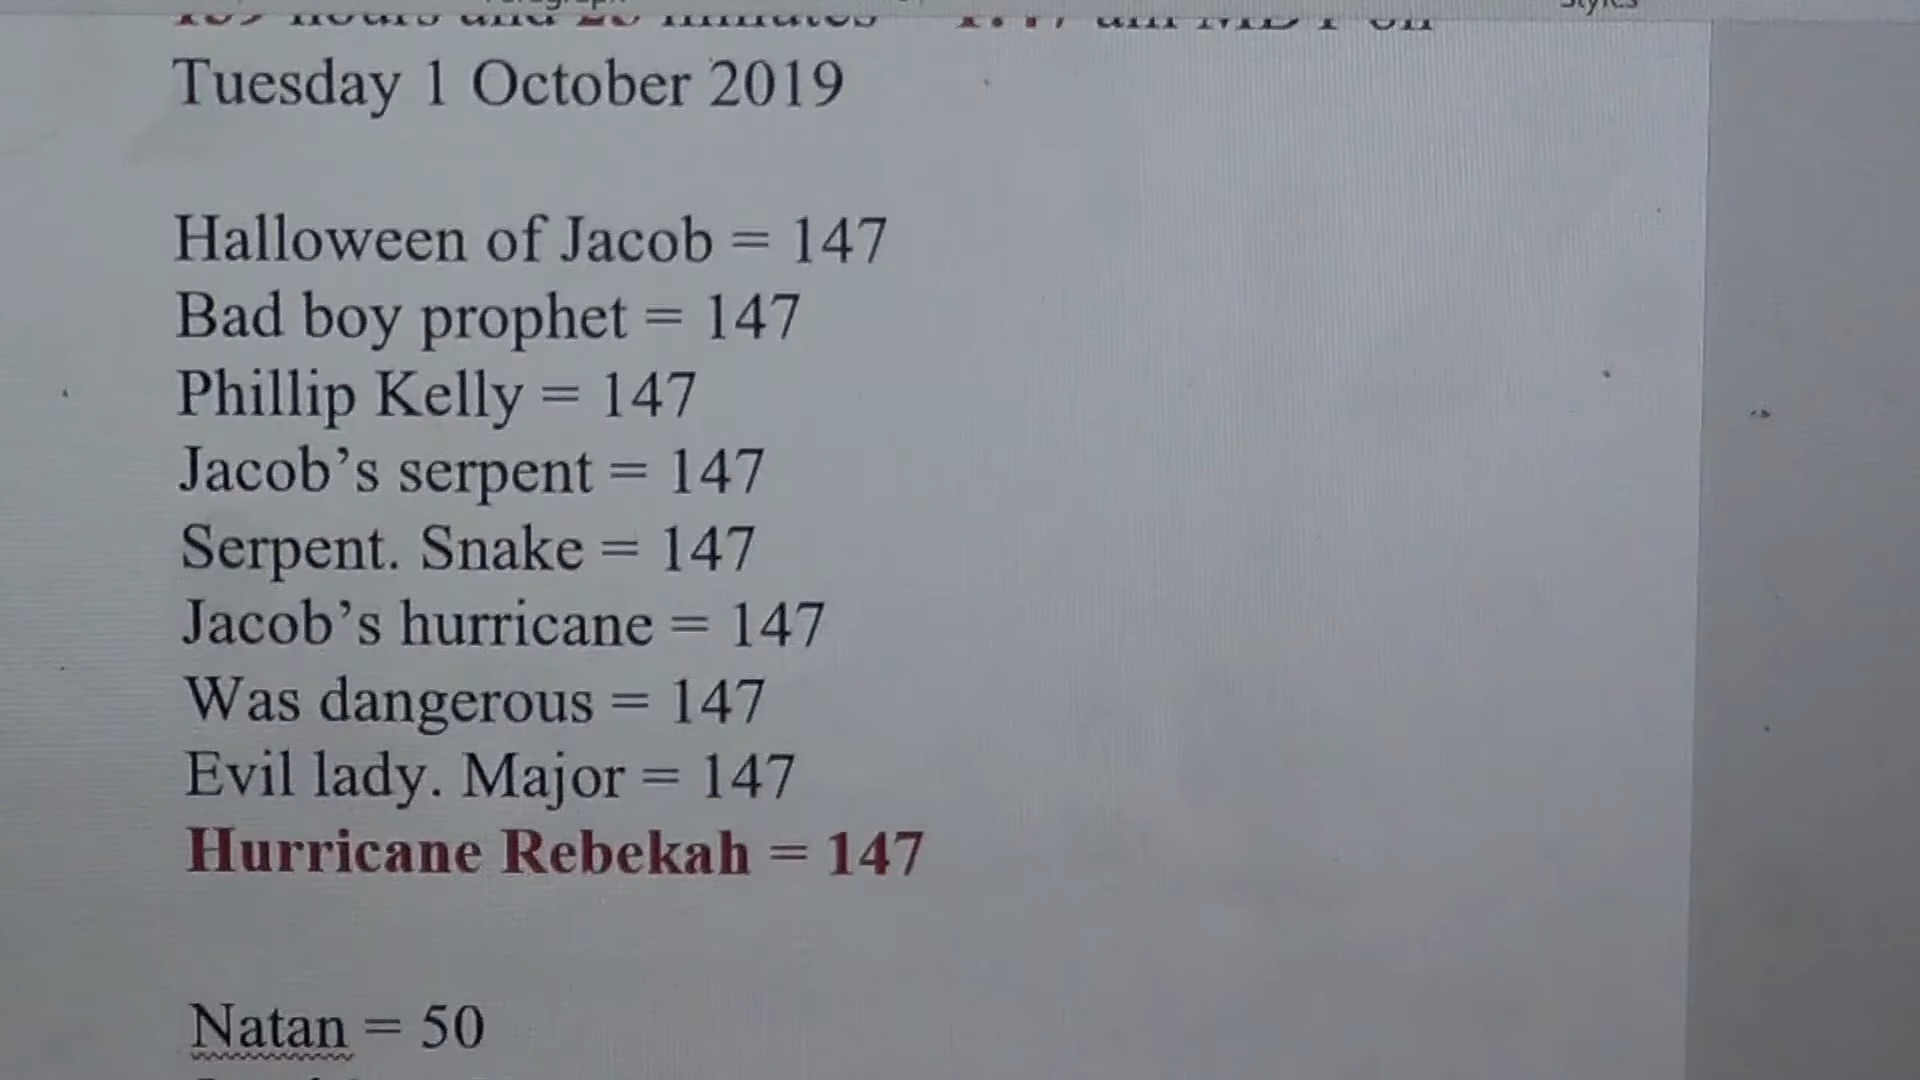 Tuesday 1 October 2019
Halloween of Jacob = 147
Bad boy prophet = 147
Phillip Kelly = 147
Jacob’s serpent = 147
Serpent. Snake = 147
Jacob’s hurricane = 147
Was dangerous = 147
Evil lady. Major = 147
Hurricane Rebekah = 147
Natan = 50